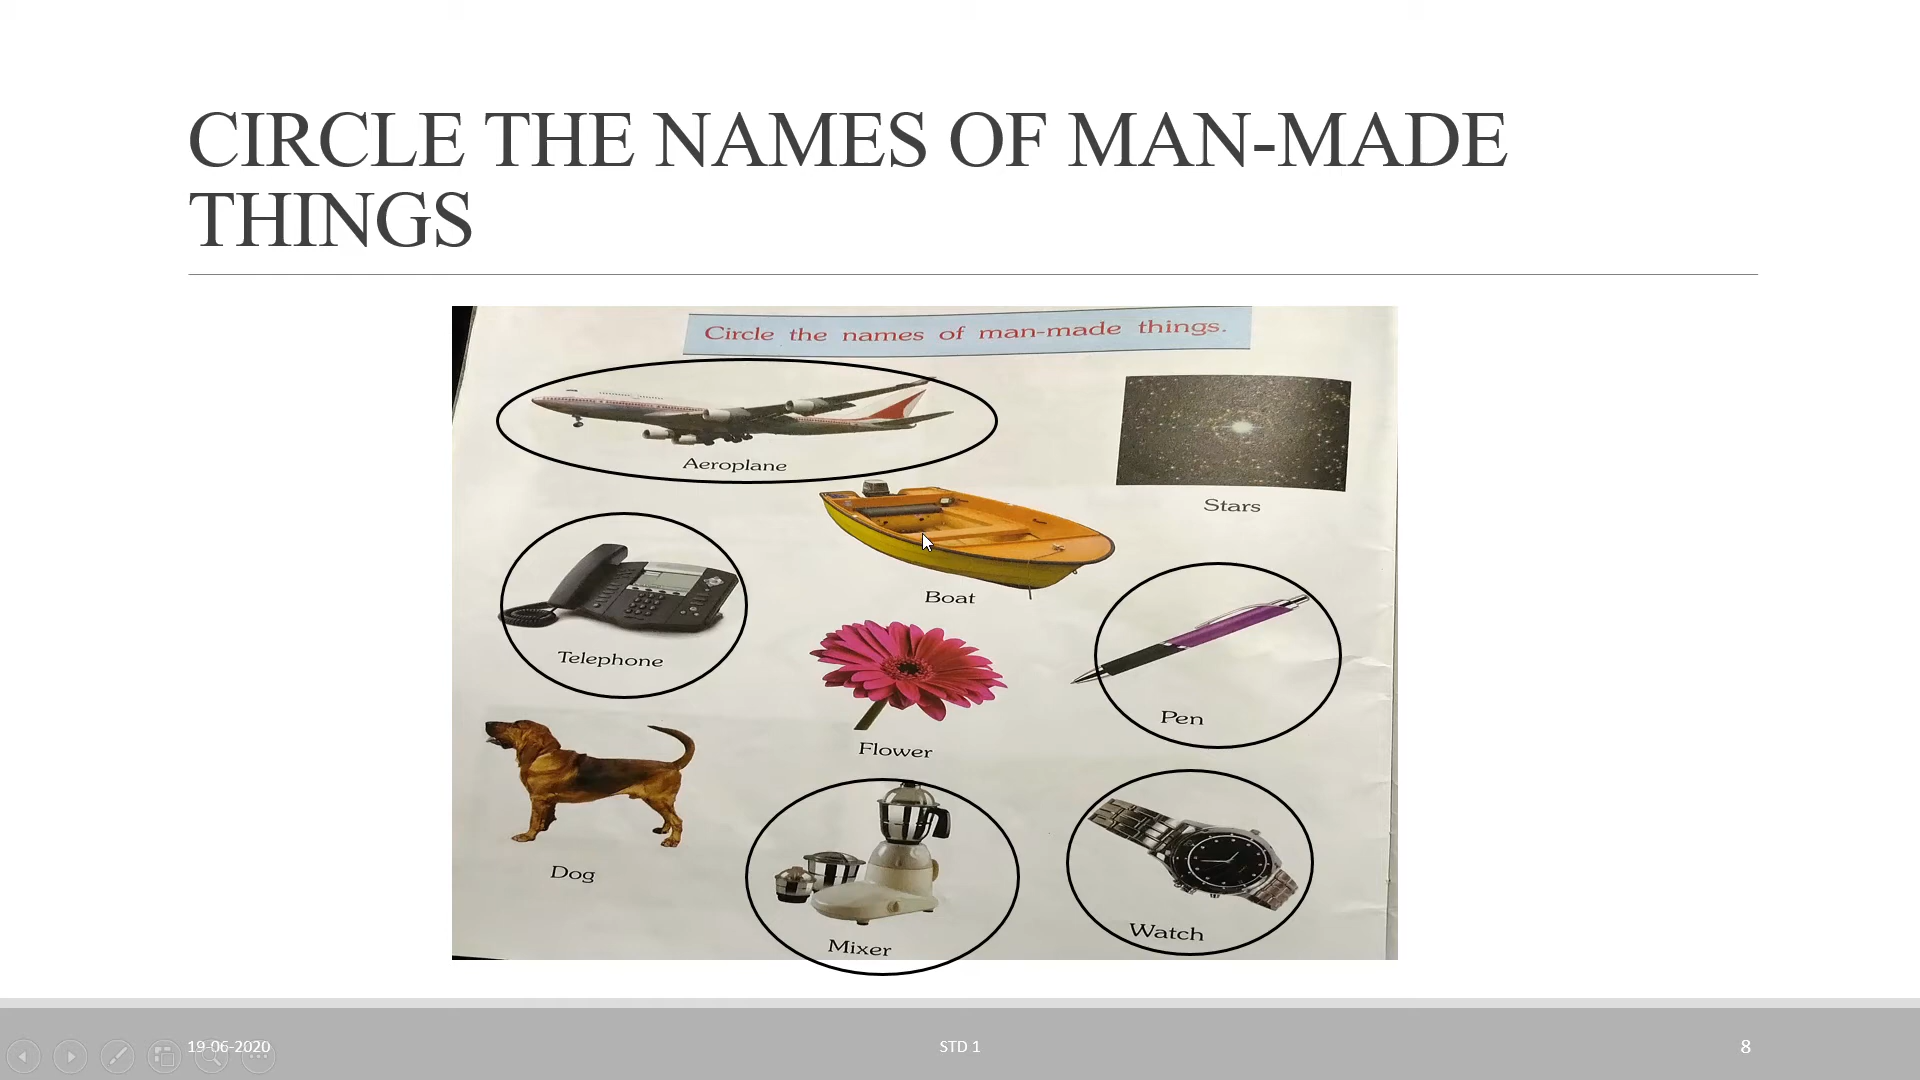 CIRCLE THE NAMES OF MAN-MADE
THINGS
Circle the names of man-made things.
Aeroplane
Stars
Boat
Telephone
Pen
Flower
Dog
Mixer
Watch
19-06-2020
STD 1
8